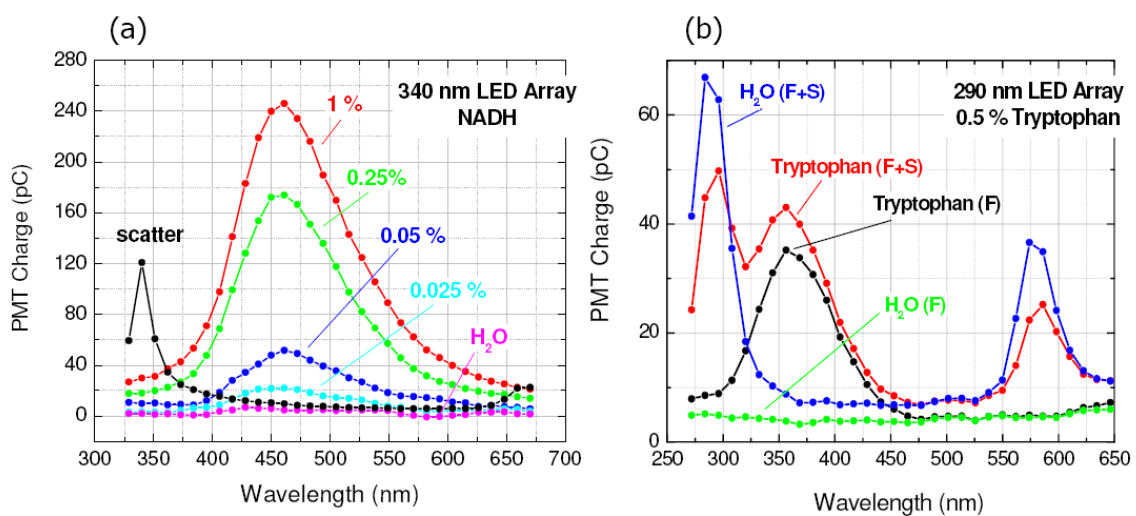 (a)
(b)
280
240
200
160
120
80
40
0
PMT Charge (pC)
340 nm LED Array
NADH
1 %
0.25%
scatter
0.05 %
0.025 %
H2O
300 350 400 450 500 550 600 650 700
Wavelength (nm)
60
40
20
0
PMT Charge (pC)
H2O (F+S)
290 nm LED Array
0.5 % Tryptophan
Tryptophan (F+S)
Tryptophan (F)
H2O (F)
250 300 350 400 450 500 550 600 650
Wavelength (nm)